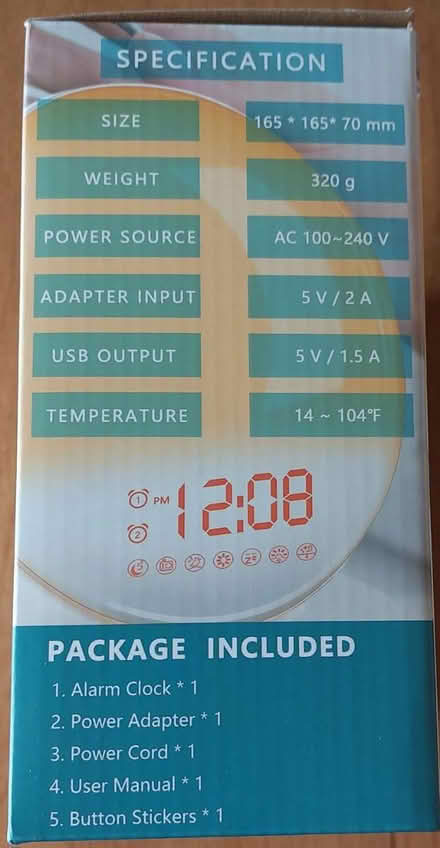 SPECIFICATION
SIZE 165 * 165* 70 mm
WEIGHT 320 g
POWER SOURCE AC 100~240 V
ADAPTER INPUT 5 V / 2 A
USB OUTPUT 5 V / 1.5 A
TEMPERATURE 14 ~ 104℉
1 PM 12:08
2
PACKAGE INCLUDED
1. Alarm Clock * 1
2. Power Adapter * 1
3. Power Cord * 1
4. User Manual * 1
5. Button Stickers * 1